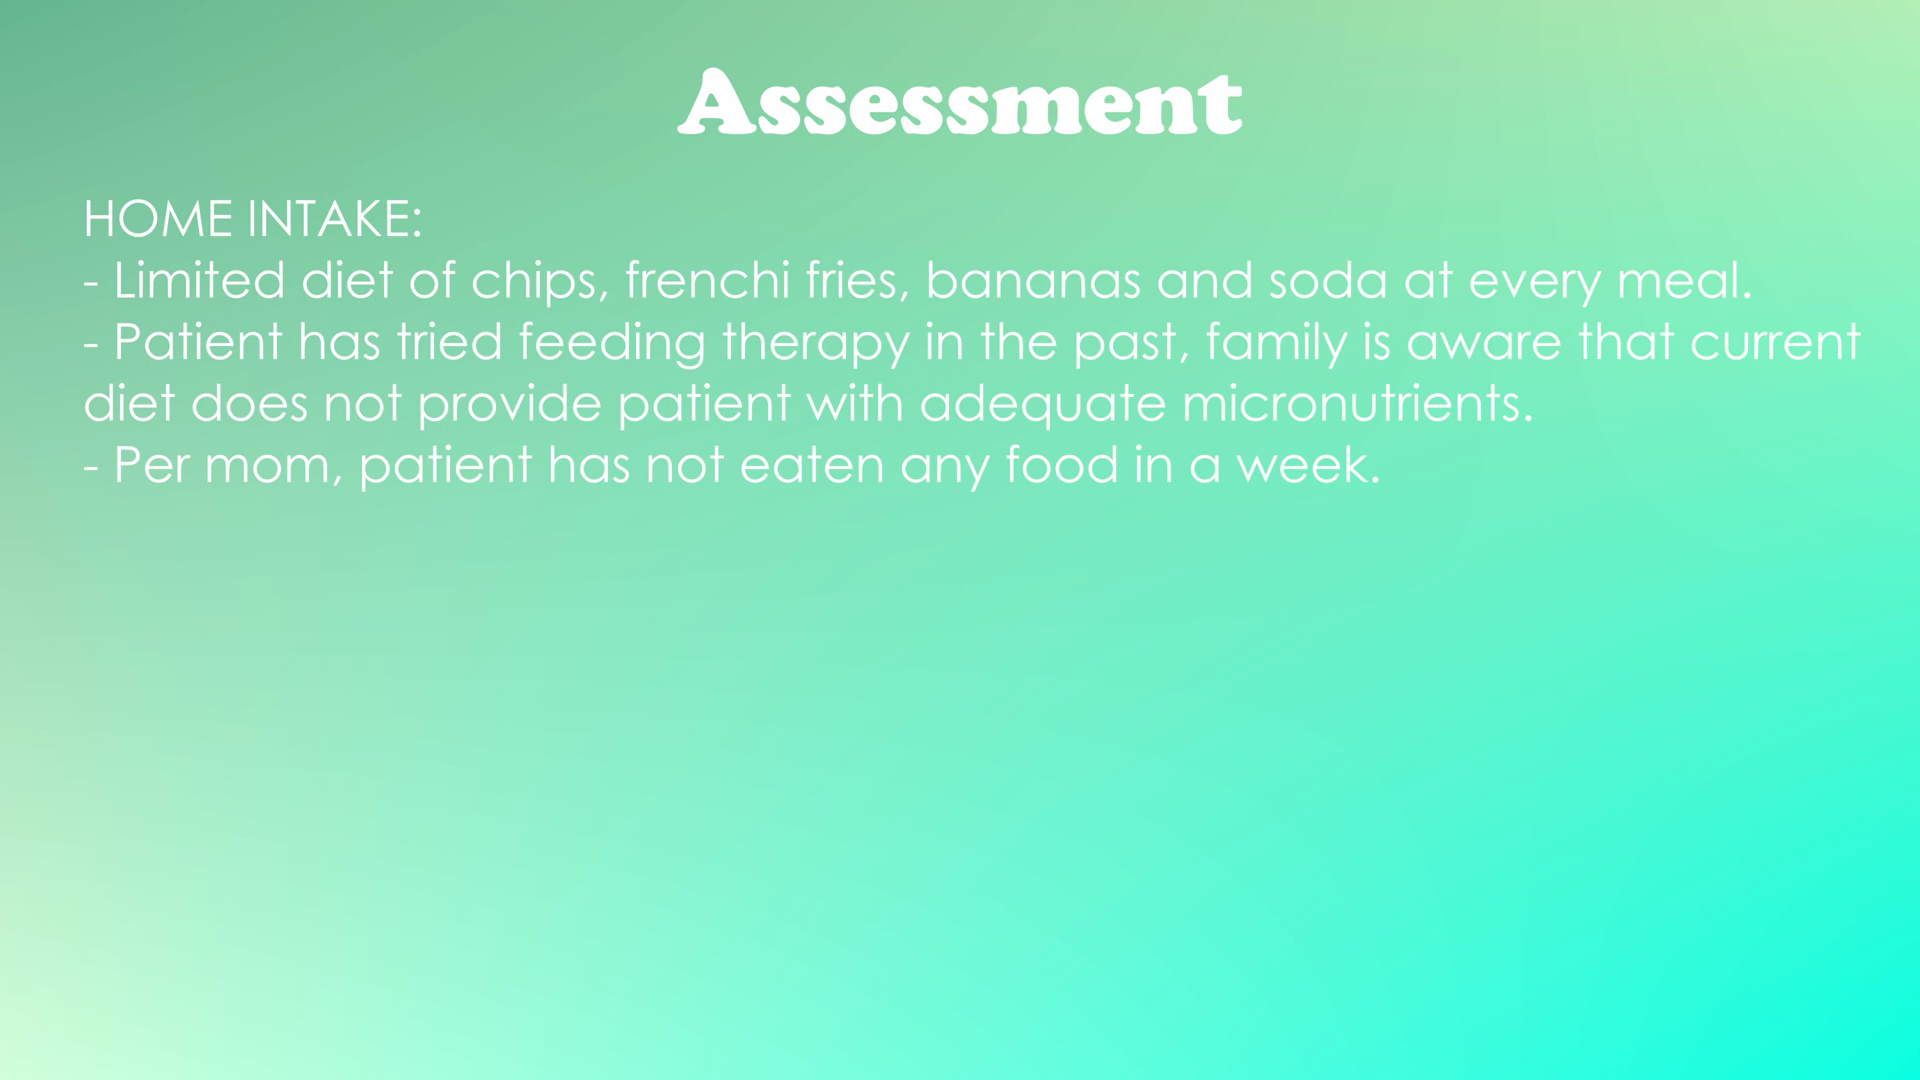 Assessment
HOME INTAKE:
- Limited diet of chips, frenchi fries, bananas and soda at every meal.
- Patient has tried feeding therapy in the past, family is aware that current
diet does not provide patient with adequate micronutrients.
- Per mom, patient has not eaten any food in a week.